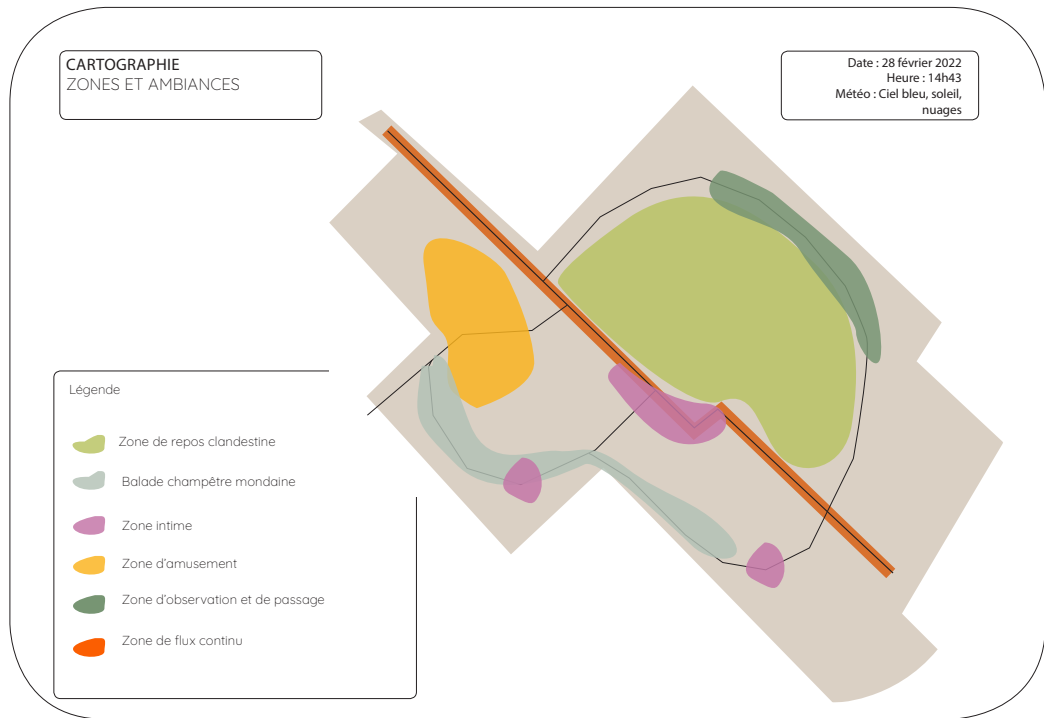 CARTOGRAPHIE
ZONES ET AMBIANCES
Date : 28 février 2022
Heure : 14h43
Météo : Ciel bleu, soleil,
nuages
Légende
Zone de repos clandestine
Balade champêtre mondaine
Zone intime
Zone d'amusement
Zone d'observation et de passage
Zone de flux continu